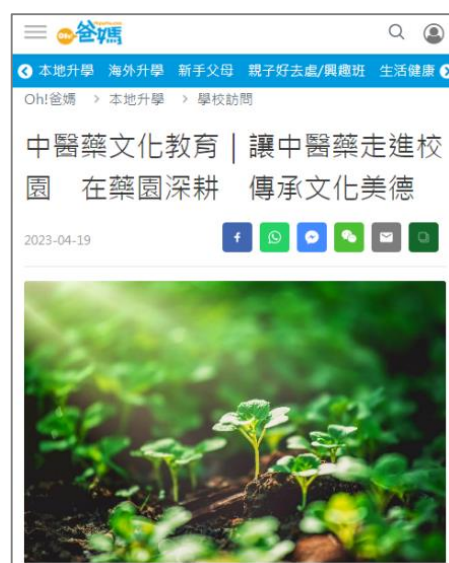 Oh!爸媽
本地升學 海外升學 新手父母 親子好去處/興趣班 生活健康
Oh!爸媽 > 本地升學 > 學校訪問
中醫藥文化教育｜讓中醫藥走進校
園 在藥園深耕 傳承文化美德
2023-04-19